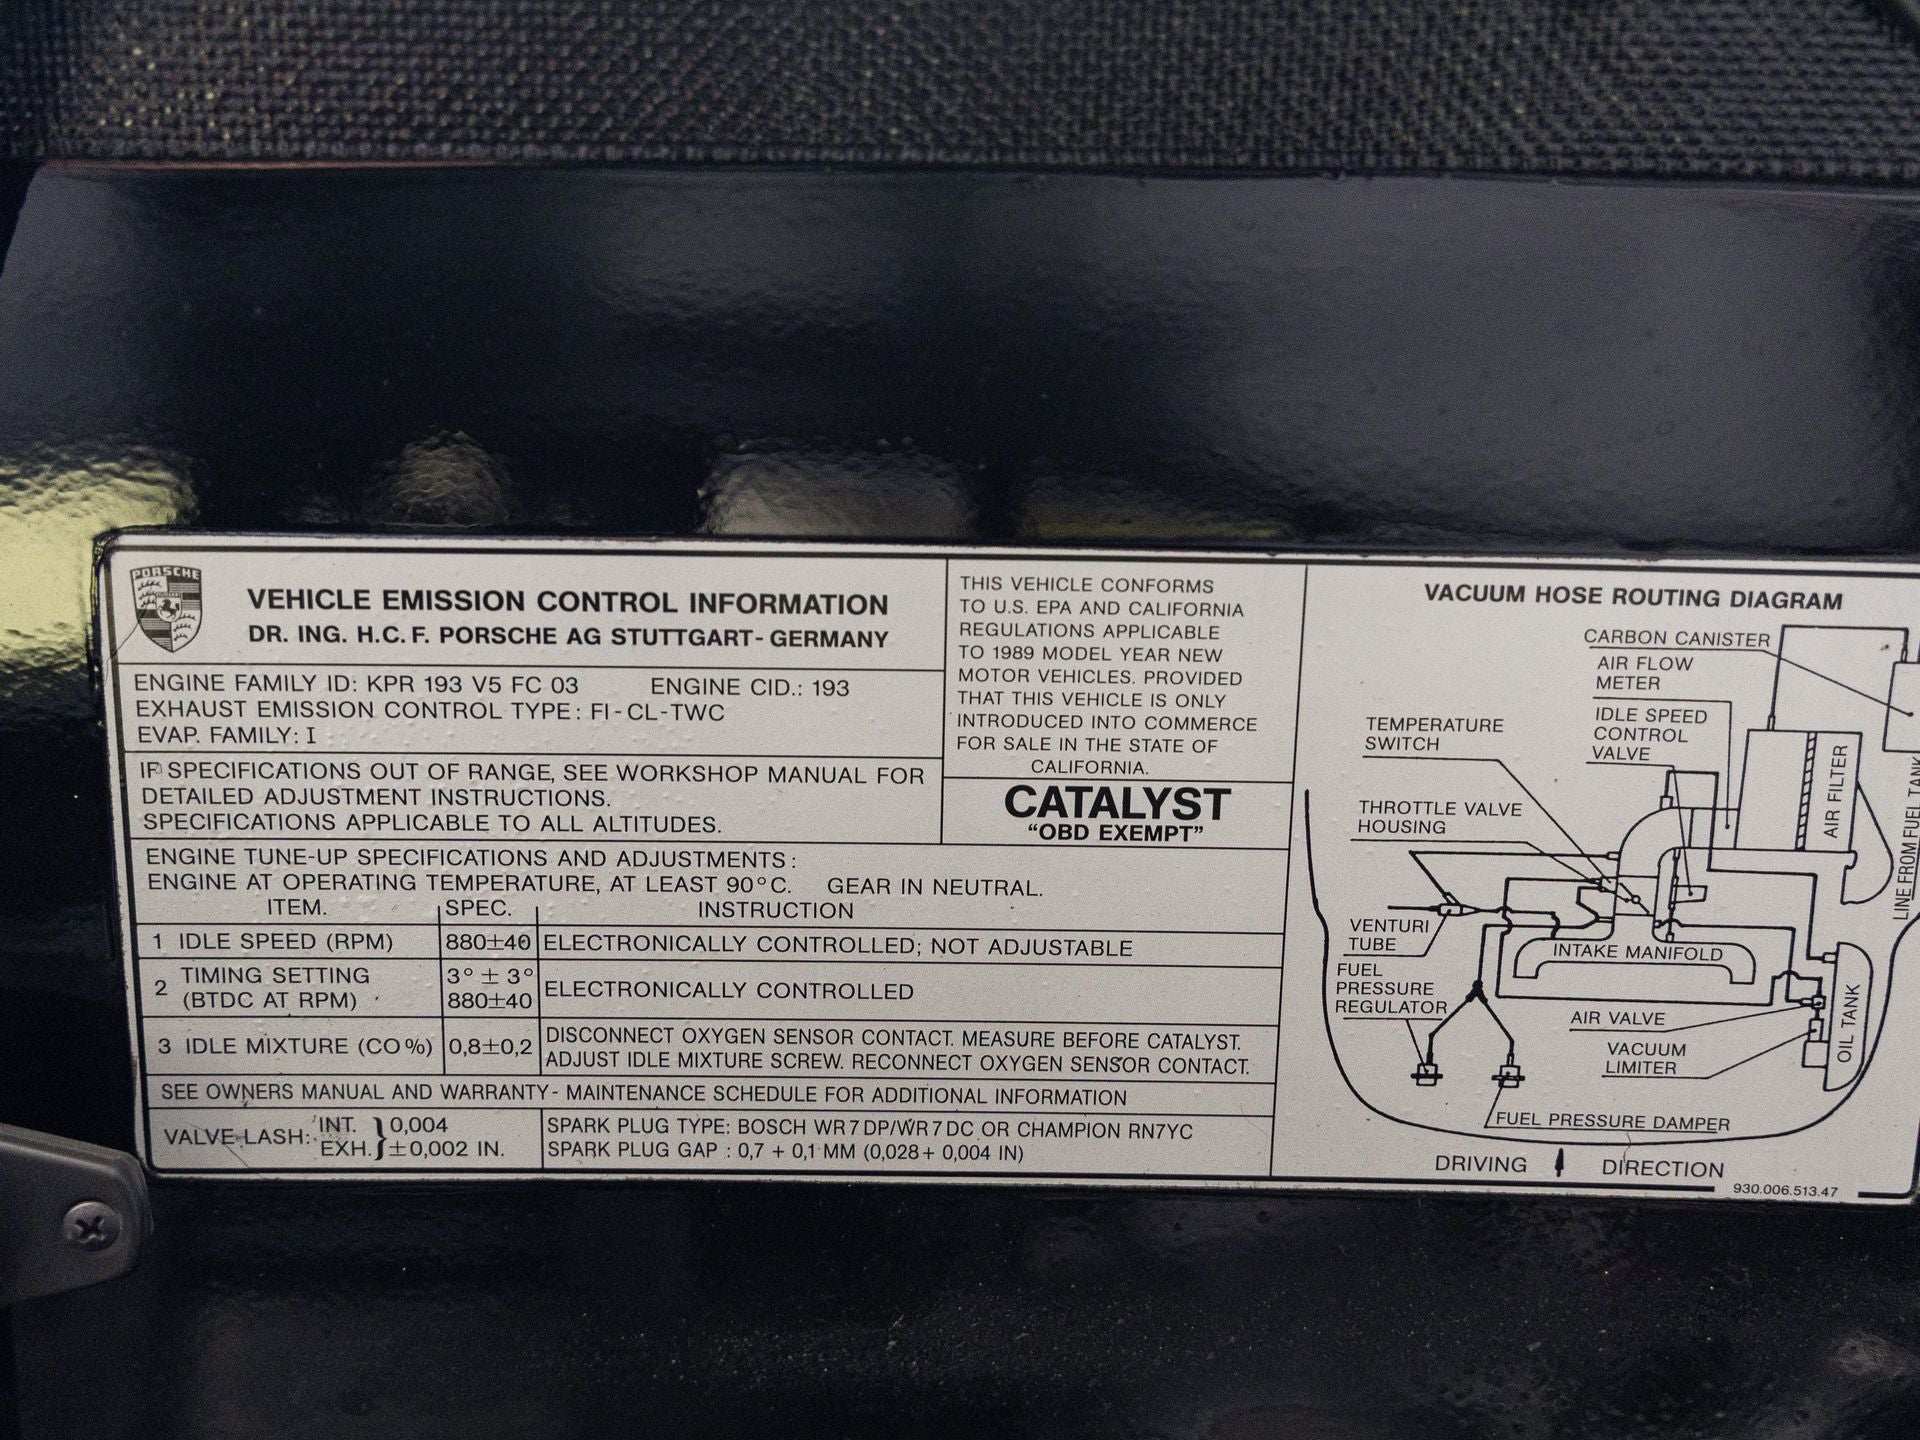 PORSCHE
VEHICLE EMISSION CONTROL INFORMATION
DR. ING. H.C.F. PORSCHE AG STUTTGART - GERMANY
ENGINE FAMILY ID: KPR 193 V5 FC 03 ENGINE CID.: 193
EXHAUST EMISSION CONTROL TYPE: FI - CL-TWC
EVAP. FAMILY: I
IF SPECIFICATIONS OUT OF RANGE, SEE WORKSHOP MANUAL FOR
DETAILED ADJUSTMENT INSTRUCTIONS.
SPECIFICATIONS APPLICABLE TO ALL ALTITUDES.
THIS VEHICLE CONFORMS
TO U.S. EPA AND CALIFORNIA
REGULATIONS APPLICABLE
TO 1989 MODEL YEAR NEW
MOTOR VEHICLES. PROVIDED
THAT THIS VEHICLE IS ONLY
INTRODUCED INTO COMMERCE
FOR SALE IN THE STATE OF
CALIFORNIA.
CATALYST
"OBD EXEMPT"
ENGINE TUNE-UP SPECIFICATIONS AND ADJUSTMENTS:
ENGINE AT OPERATING TEMPERATURE, AT LEAST 90°C. GEAR IN NEUTRAL.
ITEM. SPEC. INSTRUCTION
1 IDLE SPEED (RPM) 880±40 ELECTRONICALLY CONTROLLED; NOT ADJUSTABLE
2 TIMING SETTING (BTDC AT RPM) 3° ± 3° 880±40 ELECTRONICALLY CONTROLLED
3 IDLE MIXTURE (CO%) 0,8±0,2 DISCONNECT OXYGEN SENSOR CONTACT. MEASURE BEFORE CATALYST.
ADJUST IDLE MIXTURE SCREW. RECONNECT OXYGEN SENSOR CONTACT.
SEE OWNERS MANUAL AND WARRANTY - MAINTENANCE SCHEDULE FOR ADDITIONAL INFORMATION
VALVE LASH: INT. EXH. } 0,004 ±0,002 IN.
SPARK PLUG TYPE: BOSCH WR 7 DP/WR 7 DC OR CHAMPION RN7YC
SPARK PLUG GAP : 0,7 + 0,1 MM (0,028 + 0,004 IN)
VACUUM HOSE ROUTING DIAGRAM
CARBON CANISTER
AIR FLOW
METER
IDLE SPEED
CONTROL
VALVE
TEMPERATURE
SWITCH
THROTTLE VALVE
HOUSING
AIR FILTER
LINE FROM FUEL TANK
VENTURI
TUBE
INTAKE MANIFOLD
FUEL
PRESSURE
REGULATOR
AIR VALVE
VACUUM
LIMITER
OIL TANK
FUEL PRESSURE DAMPER
DRIVING DIRECTION
930.006.513.47